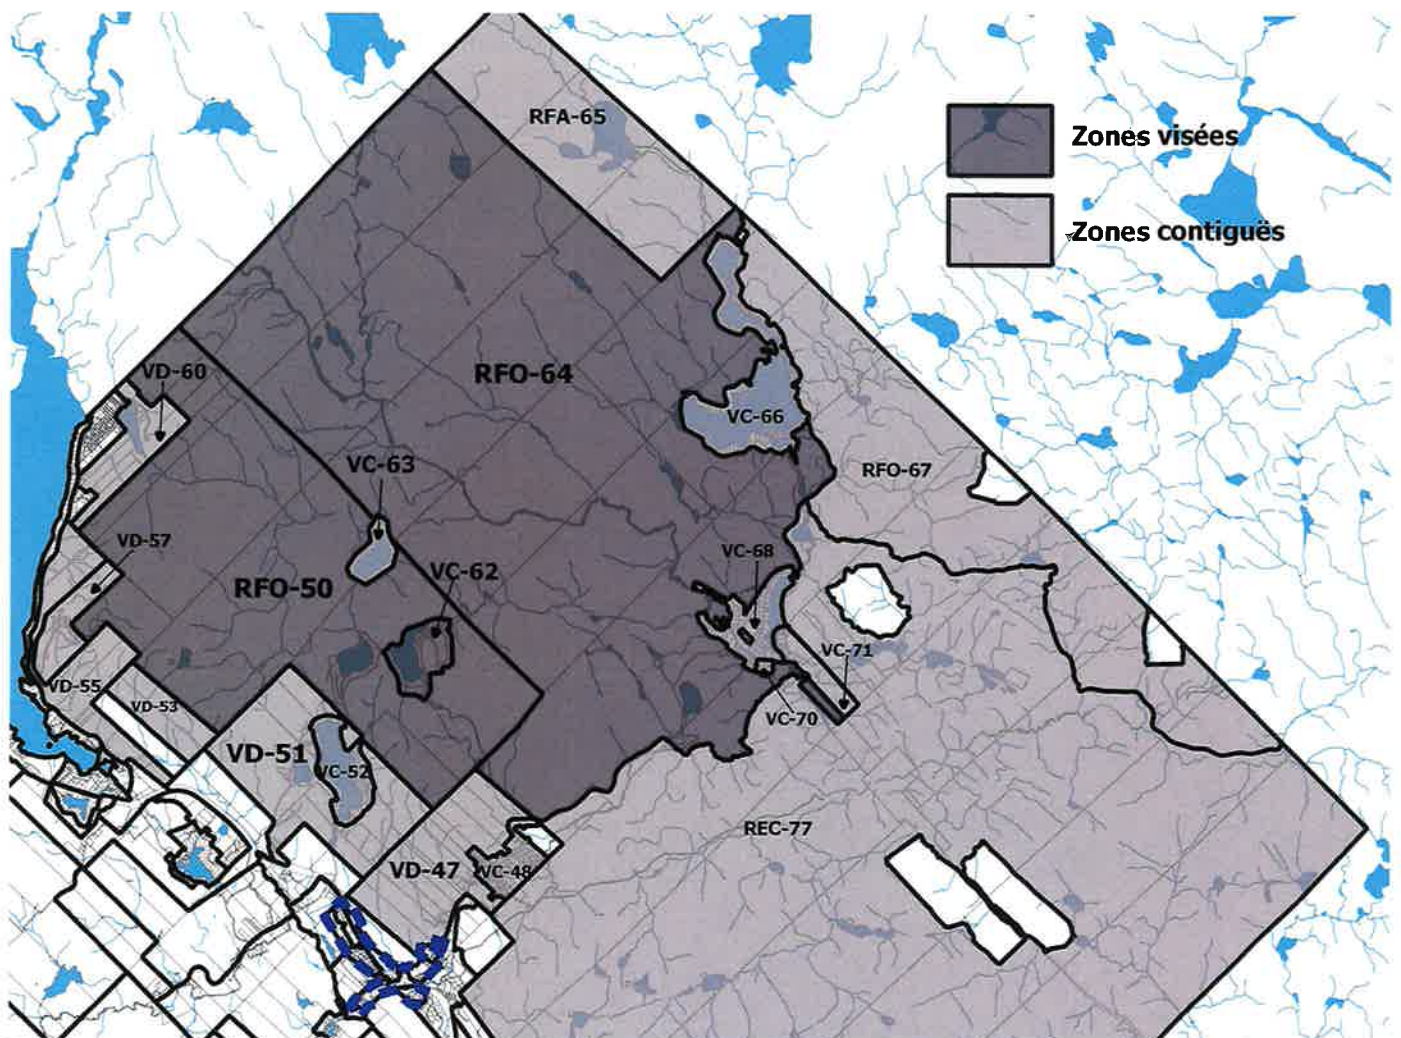 RFA-65
Zones visées
Zones contiguës
VD-60
RFO-64
VC-66
VC-63
RFO-67
VD-57
VC-68
VC-62
RFO-50
VC-71
VD-55
VD-53
VC-70
VD-51
VC-52
REC-77
VD-47
VC-48